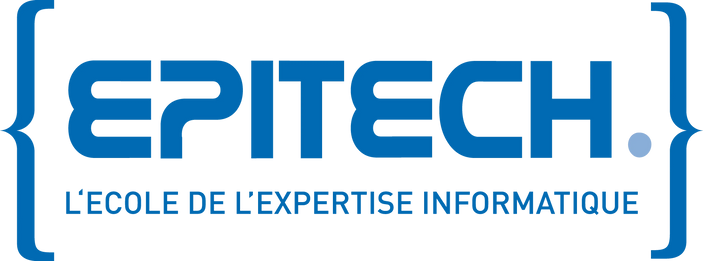 {EPITECH.}
L'ECOLE DE L'EXPERTISE INFORMATIQUE